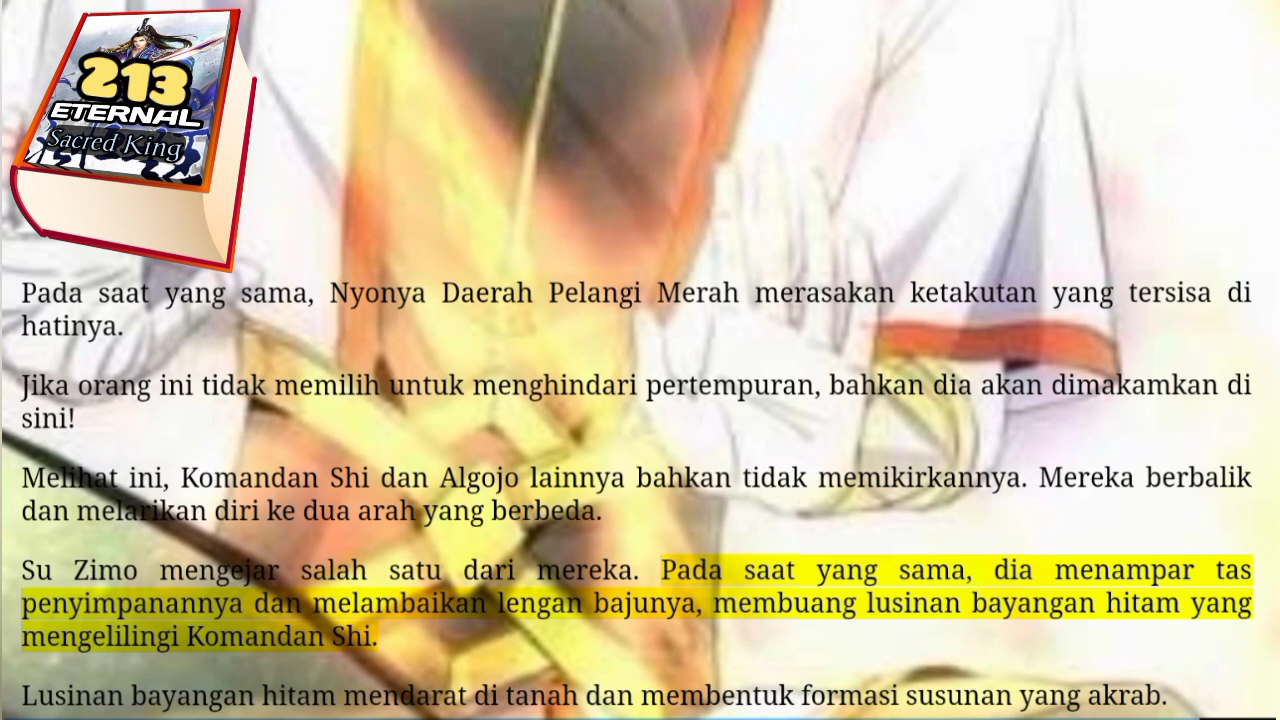 213
ETERNAL
Sacred King
Pada saat yang sama, Nyonya Daerah Pelangi Merah merasakan ketakutan yang tersisa di
hatinya.
Jika orang ini tidak memilih untuk menghindari pertempuran, bahkan dia akan dimakamkan di
sini!
Melihat ini, Komandan Shi dan Algojo lainnya bahkan tidak memikirkannya. Mereka berbalik
dan melarikan diri ke dua arah yang berbeda.
Su Zimo mengejar salah satu dari mereka. Pada saat yang sama, dia menampar tas
penyimpanannya dan melambaikan lengan bajunya, membuang lusinan bayangan hitam yang
mengelilingi Komandan Shi.
Lusinan bayangan hitam mendarat di tanah dan membentuk formasi susunan yang akrab.